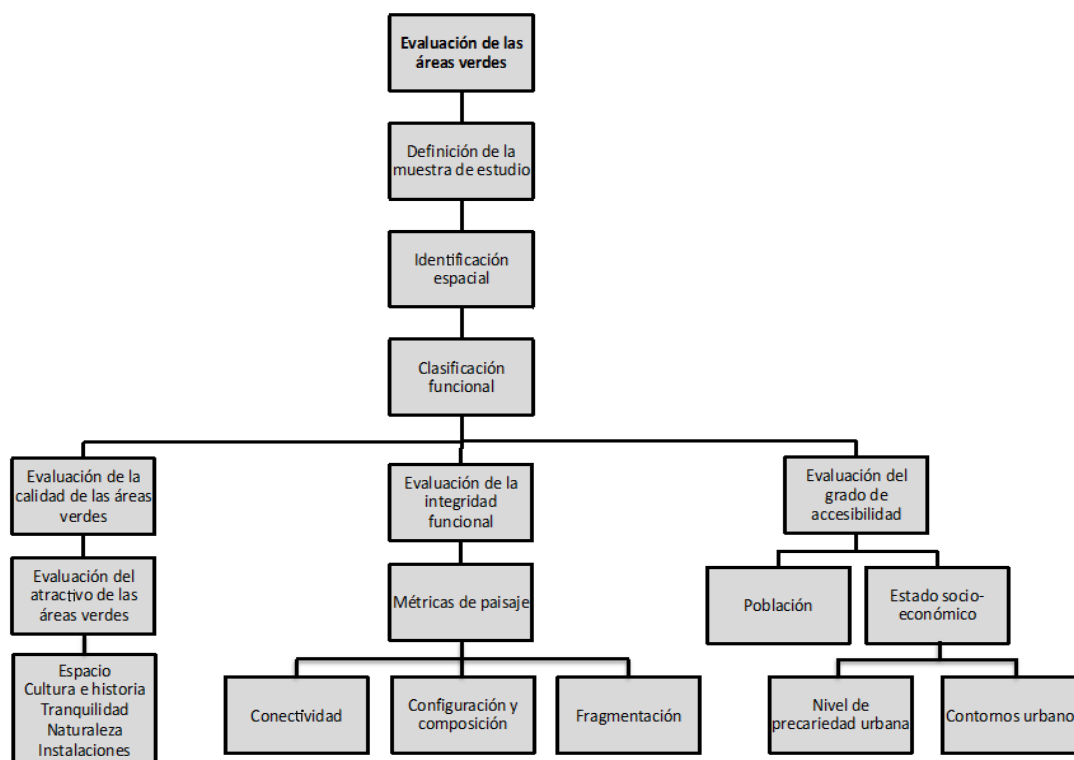 Evaluación de las
áreas verdes
Definición de la
muestra de estudio
Identificación
espacial
Clasificación
funcional
Evaluación de la
calidad de las áreas
verdes
Evaluación de la
integridad
funcional
Evaluación del
grado de
accesibilidad
Evaluación del
atractivo de las
áreas verdes
Métricas de paisaje
Población
Estado socio-
económico
Espacio
Cultura e historia
Tranquilidad
Naturaleza
Instalaciones
Conectividad
Configuración y
composición
Fragmentación
Nivel de
precariedad urbana
Contornos urbano